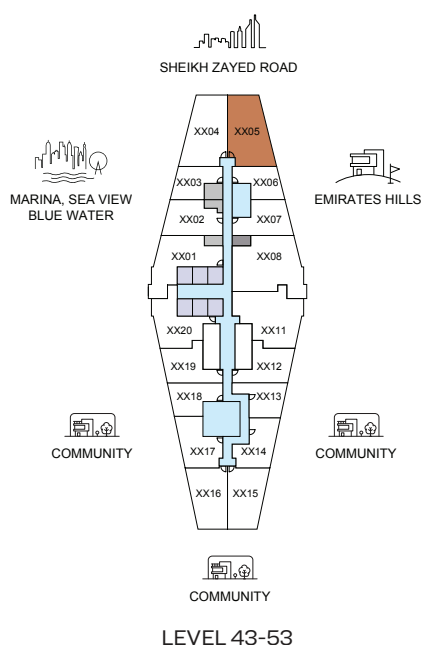 SHEIKH ZAYED ROAD
XX04 XX05
MARINA, SEA VIEW
BLUE WATER
XX03 XX06
EMIRATES HILLS
XX02 XX07
XX01 XX08
XX20 XX11
XX19 XX12
XX18 XX13
COMMUNITY
COMMUNITY
XX17 XX14
XX16 XX15
COMMUNITY
LEVEL 43-53